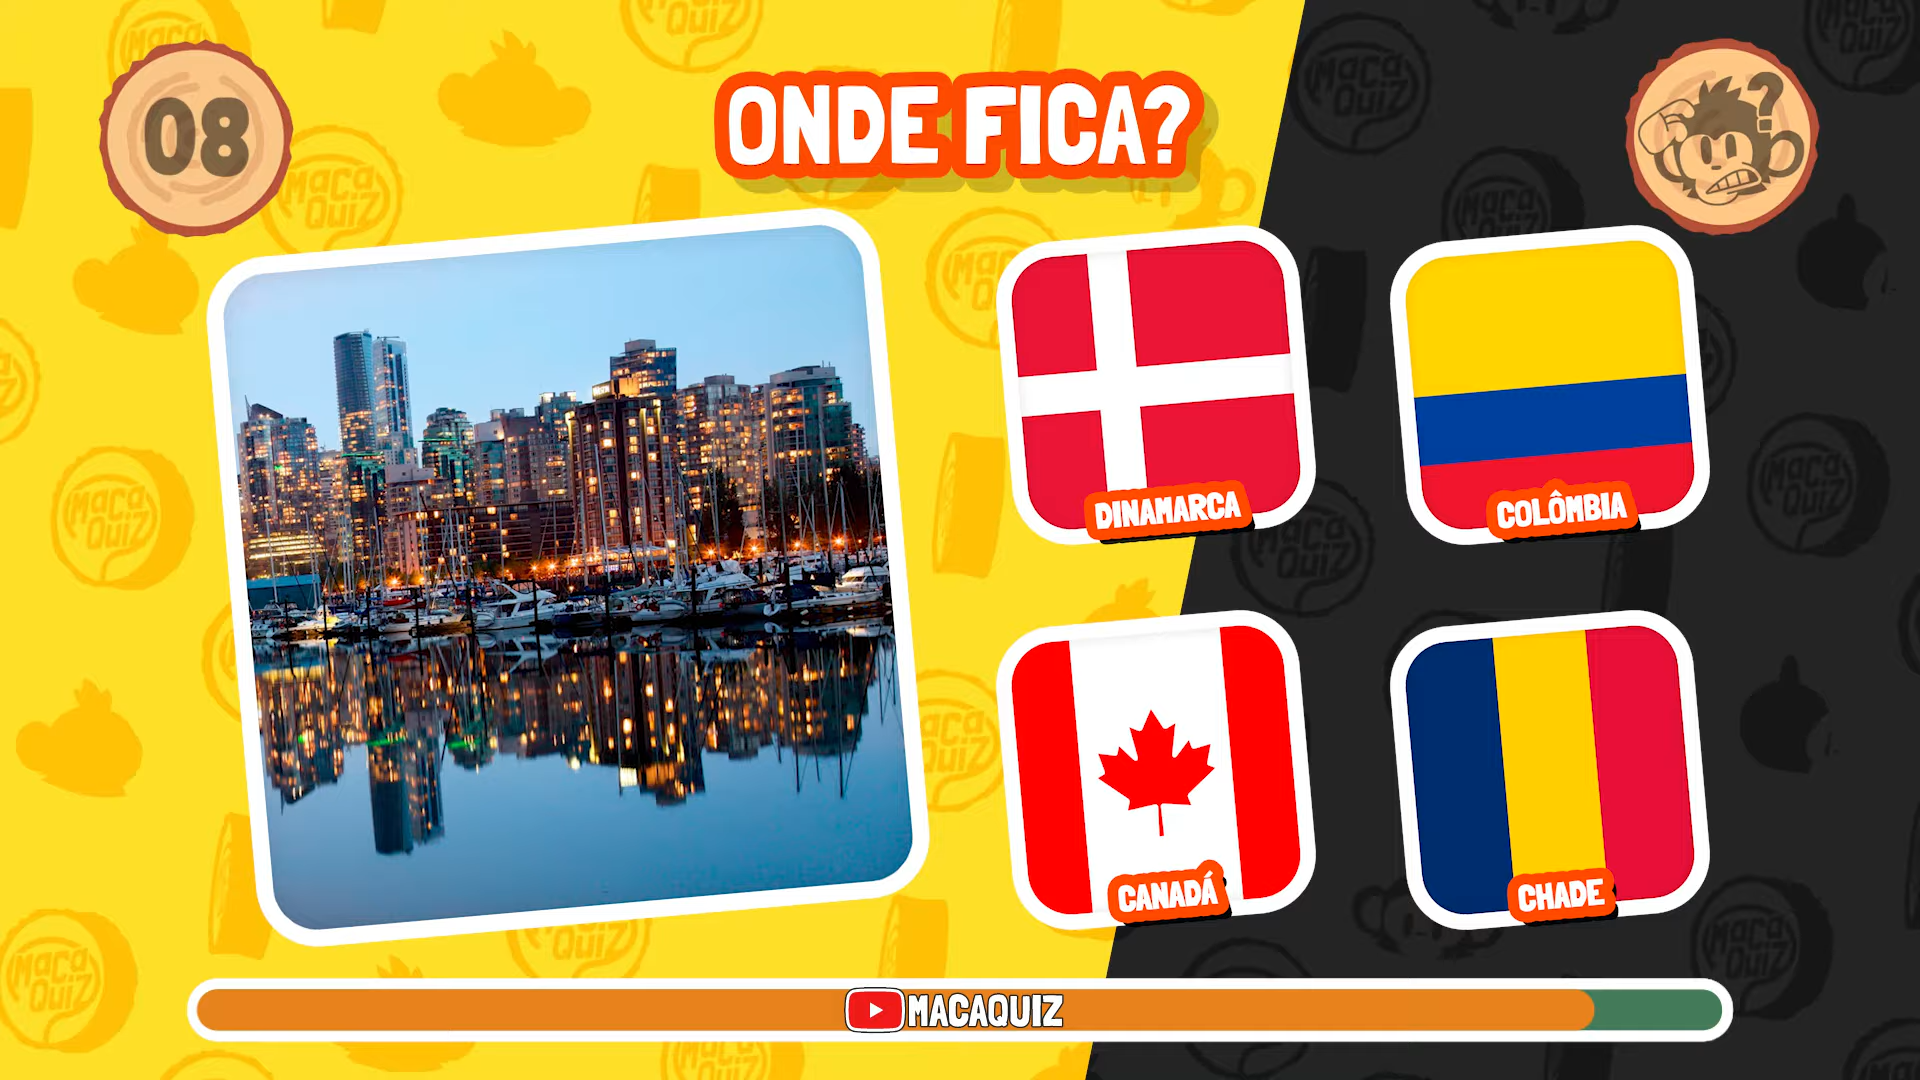 08
ONDE FICA?
DINAMARCA
COLÔMBIA
CANADÁ
CHADE
MACAQUIZ